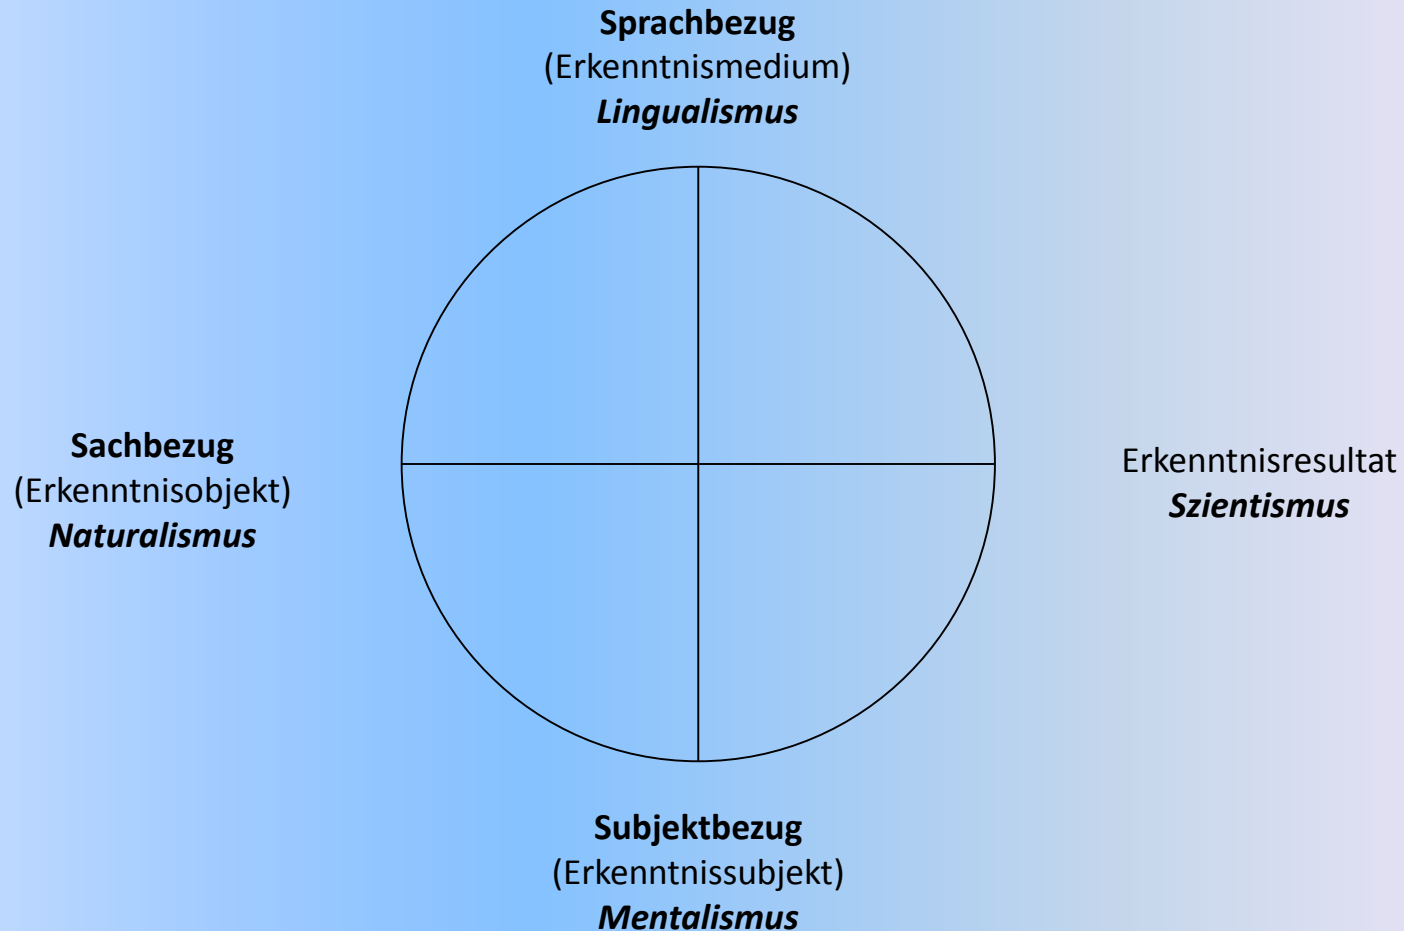 Sprachbezug
(Erkenntnismedium)
Lingualismus
Sachbezug
(Erkenntnisobjekt)
Naturalismus
Erkenntnisresultat
Szientismus
Subjektbezug
(Erkenntnissubjekt)
Mentalismus